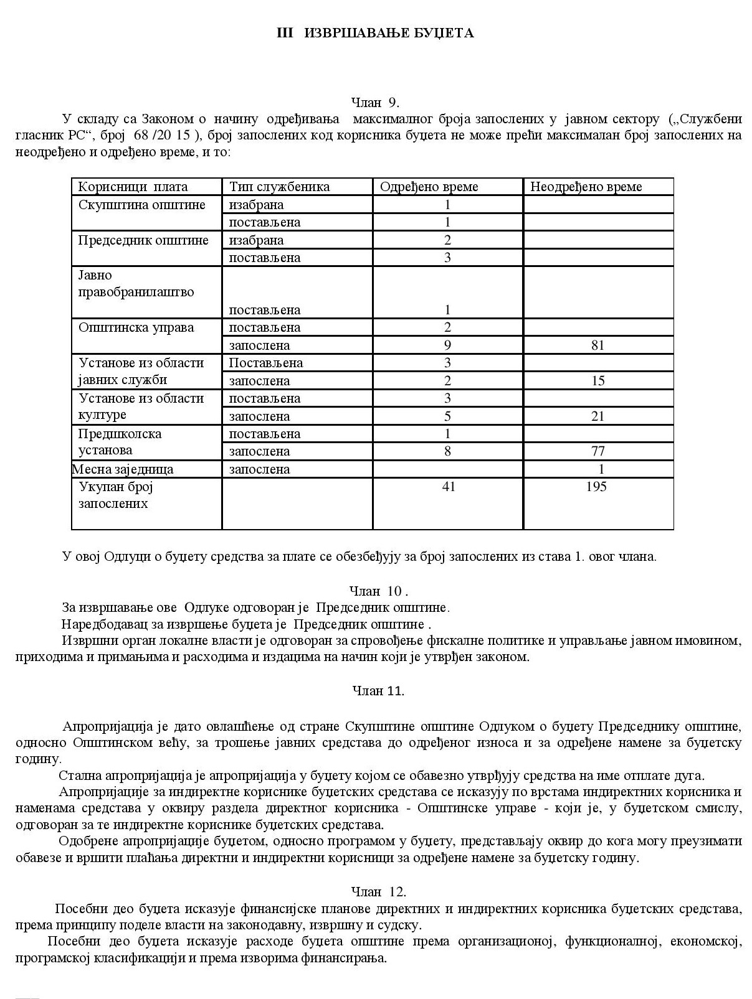 III ИЗВРШАВАЊЕ БУЏЕТА
Члан 9.
У складу са Законом о начину одређивања максималног броја запослених у јавном сектору („Службени
гласник РС“, број 68 /20 15 ), број запослених код корисника буџета не може прећи максималан број запослених на
неодређено и одређено време, и то:
Корисници плата Тип службеника Одређено време Неодређено време
Скупштина општине изабрана 1
постављена 1
Председник општине изабрана 2
постављена 3
Јавно
правобранилаштво
постављена 1
Општинска управа постављена 2
запослена 9 81
Установе из области Постављена 3
јавних служби запослена 2 15
Установе из области постављена 3
културе запослена 5 21
Предшколска постављена 1
установа запослена 8 77
Месна заједница запослена 1
Укупан број 41 195
запослених
У овој Одлуци о буџету средства за плате се обезбеђују за број запослених из става 1. овог члана.
Члан 10 .
За извршавање ове Одлуке одговоран је Председник општине.
Наредбодавац за извршење буџета је Председник општине .
Извршни орган локалне власти је одговоран за спровођење фискалне политике и управљање јавном имовином,
приходима и примањима и расходима и издацима на начин који је утврђен законом.
Члан 11.
Апропријација је дато овлашћење од стране Скупштине општине Одлуком о буџету Председнику општине,
односно Општинском већу, за трошење јавних средстава до одређеног износа и за одређене намене за буџетску
годину.
Стална апропријација је апропријација у буџету којом се обавезно утврђују средства на име отплате дуга.
Апропријације за индиректне кориснике буџетских средстава се исказују по врстама индиректних корисника и
наменама средстава у оквиру раздела директног корисника - Општинске управе - који је, у буџетском смислу,
одговоран за те индиректне кориснике буџетских средстава.
Одобрене апропријације буџетом, односно програмом у буџету, представљају оквир до кога могу преузимати
обавезе и вршити плаћања директни и индиректни корисници за одређене намене за буџетску годину.
Члан 12.
Посебни део буџета исказује финансијске планове директних и индиректних корисника буџетских средстава,
према принципу поделе власти на законодавну, извршну и судску.
Посебни део буџета исказује расходе буџета општине према организационој, функционалној, економској,
програмској класификацији и према изворима финансирања.